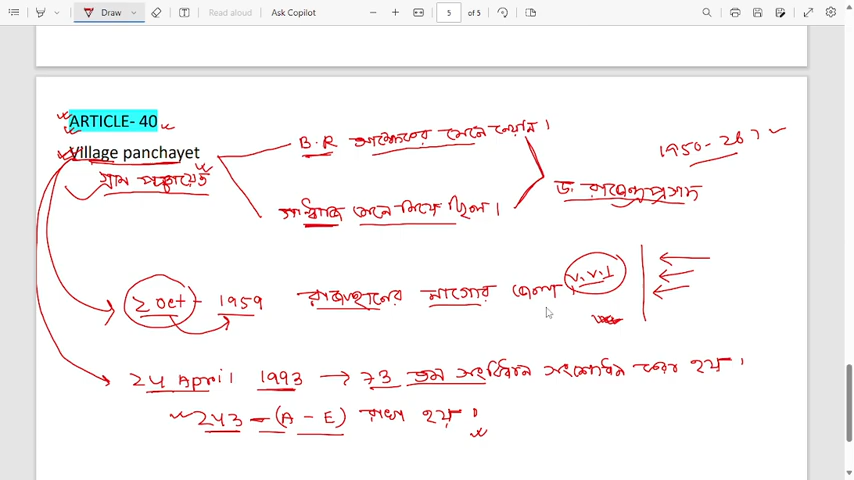 Draw
Read aloud
Ask Copilot
5 of 5
ARTICLE- 40
Village panchayet
গ্রাম পঞ্চায়েত
B.R আম্বেদকর মেনে নেয়নি।
গান্ধীজি মেনে নিয়ে ছিল।
ড. রাজেন্দ্রপ্রসাদ
1950-26
2 oct - 1959 রাজস্থানের নাগোর জেলা V.V.I
24 April 1993 → 73 তম সংবিধান সংশোধন করা হয়।
243 - (A - E) রাখা হয়।